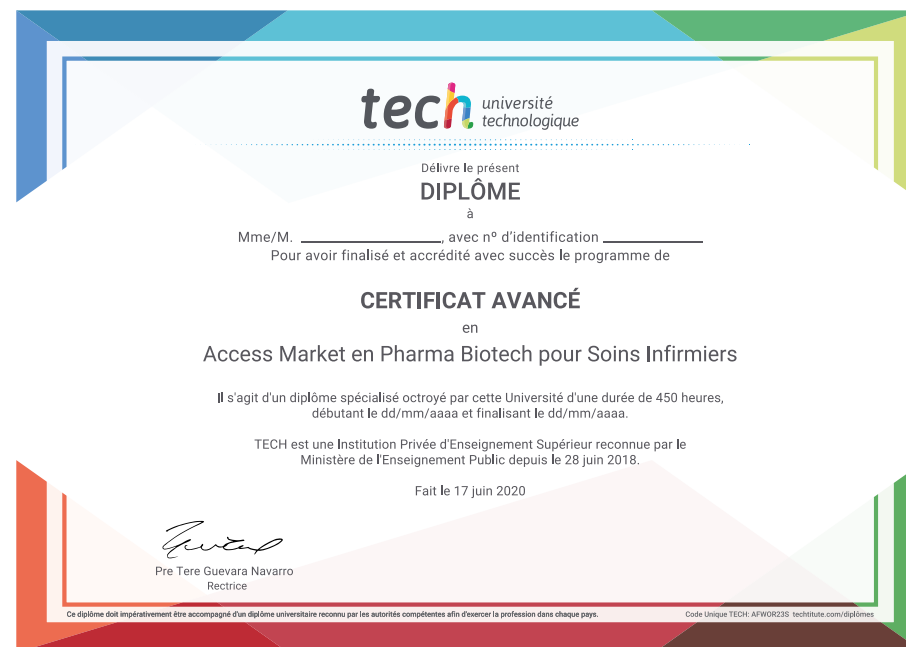 tech université
technologique
Délivre le présent
DIPLÔME
à
Mme/M. ____________________, avec nº d'identification ______________
Pour avoir finalisé et accrédité avec succès le programme de
CERTIFICAT AVANCÉ
en
Access Market en Pharma Biotech pour Soins Infirmiers
Il s'agit d'un diplôme spécialisé octroyé par cette Université d'une durée de 450 heures,
débutant le dd/mm/aaaa et finalisant le dd/mm/aaaa.
TECH est une Institution Privée d'Enseignement Supérieur reconnue par le
Ministère de l'Enseignement Public depuis le 28 juin 2018.
Fait le 17 juin 2020
Pre Tere Guevara Navarro
Rectrice
Ce diplôme doit impérativement être accompagné d'un diplôme universitaire reconnu par les autorités compétentes afin d'exercer la profession dans chaque pays.
Code Unique TECH: AFWOR23S techtitute.com/diplômes